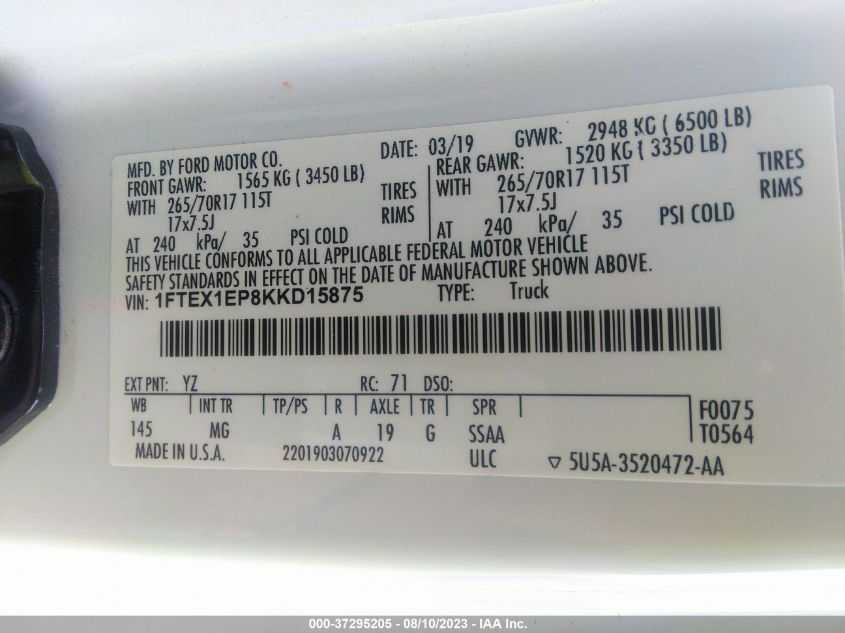 MFD. BY FORD MOTOR CO. DATE: 03/19 GVWR: 2948 KG ( 6500 LB)
FRONT GAWR: 1565 KG ( 3450 LB) REAR GAWR: 1520 KG ( 3350 LB)
WITH 265/70R17 115T TIRES WITH 265/70R17 115T TIRES
17x7.5J RIMS 17x7.5J RIMS
AT 240 kPa/ 35 PSI COLD AT 240 kPa/ 35 PSI COLD
THIS VEHICLE CONFORMS TO ALL APPLICABLE FEDERAL MOTOR VEHICLE
SAFETY STANDARDS IN EFFECT ON THE DATE OF MANUFACTURE SHOWN ABOVE.
VIN: 1FTEX1EP8KKD15875 TYPE: Truck
EXT PNT: YZ RC: 71 DSO:
WB INT TR TP/PS R AXLE TR SPR F0075
145 MG A 19 G SSAA T0564
MADE IN U.S.A. 2201903070922 ULC ▽ 5U5A-3520472-AA
000-37295205 - 08/10/2023 - IAA Inc.